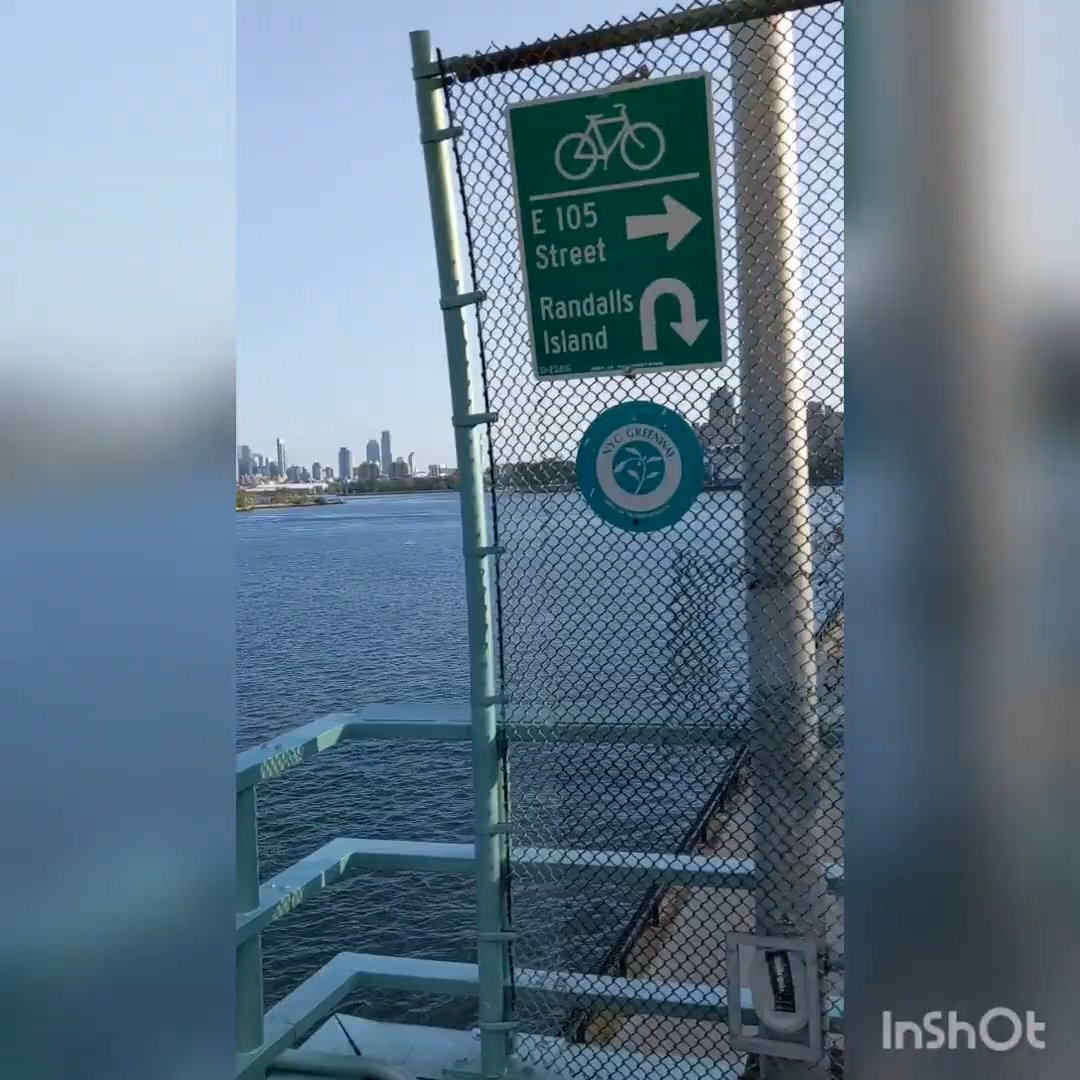 E 105
Street
Randalls
Island
NYC GREENWAY
InShOt